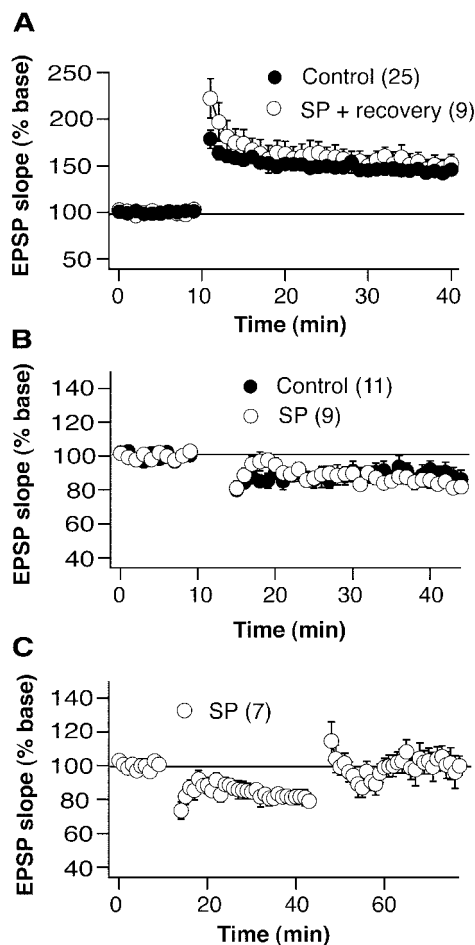 A
EPSP slope (% base)
250
200
150
100
50
Control (25)
SP + recovery (9)
0
10
20
30
40
Time (min)
B
EPSP slope (% base)
140
120
100
80
60
40
Control (11)
SP (9)
0
10
20
30
40
Time (min)
C
EPSP slope (% base)
140
120
100
80
60
40
SP (7)
0
20
40
60
Time (min)